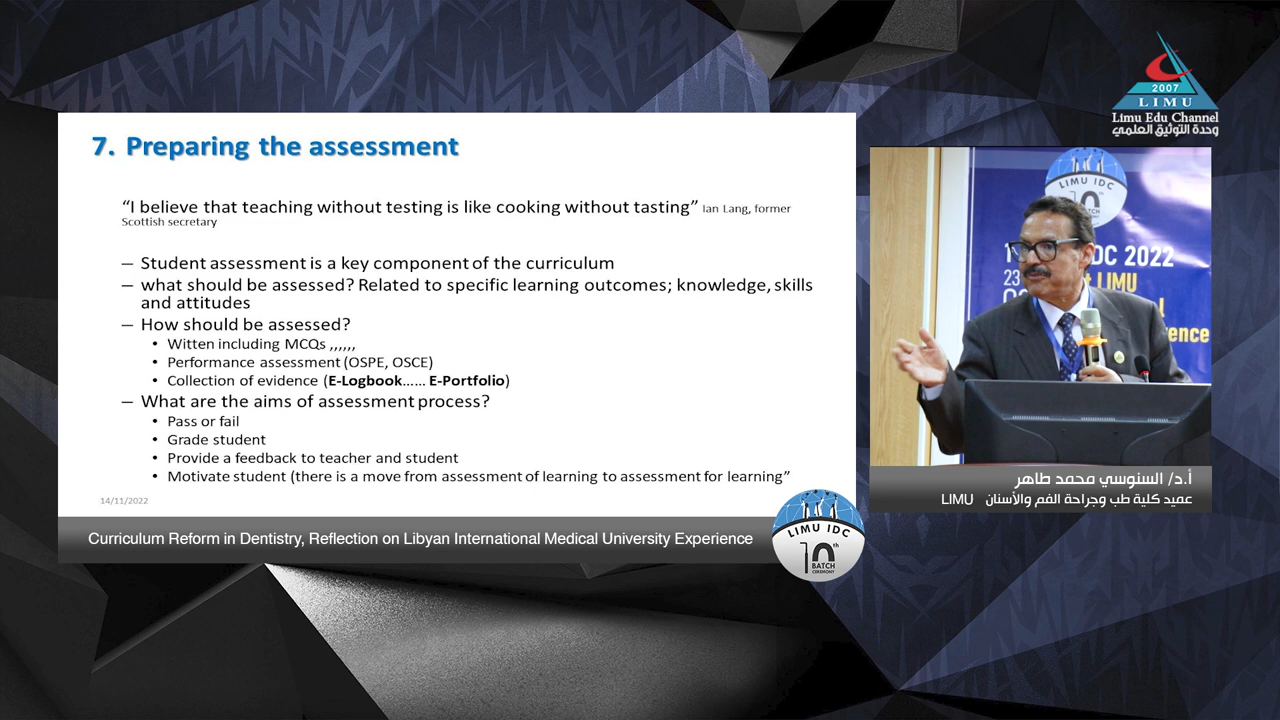 7. Preparing the assessment
“I believe that teaching without testing is like cooking without tasting” Ian Lang, former
Scottish secretary
– Student assessment is a key component of the curriculum
– what should be assessed? Related to specific learning outcomes; knowledge, skills
and attitudes
– How should be assessed?
• Witten including MCQs ,,,,,,
• Performance assessment (OSPE, OSCE)
• Collection of evidence (E-Logbook…... E-Portfolio)
– What are the aims of assessment process?
• Pass or fail
• Grade student
• Provide a feedback to teacher and student
• Motivate student (there is a move from assessment of learning to assessment for learning”
14/11/2022
Curriculum Reform in Dentistry, Reflection on Libyan International Medical University Experience
LIMU IDC
10th
BATCH
CEREMONY
2007
LIMU
Limu Edu Channel
وحدة التوثيق العلمي
LIMU IDC
DC 2022
23
LIMU
أ.د/ السنوسي محمد طاهر
عميد كلية طب وجراحة الفم والأسنان LIMU